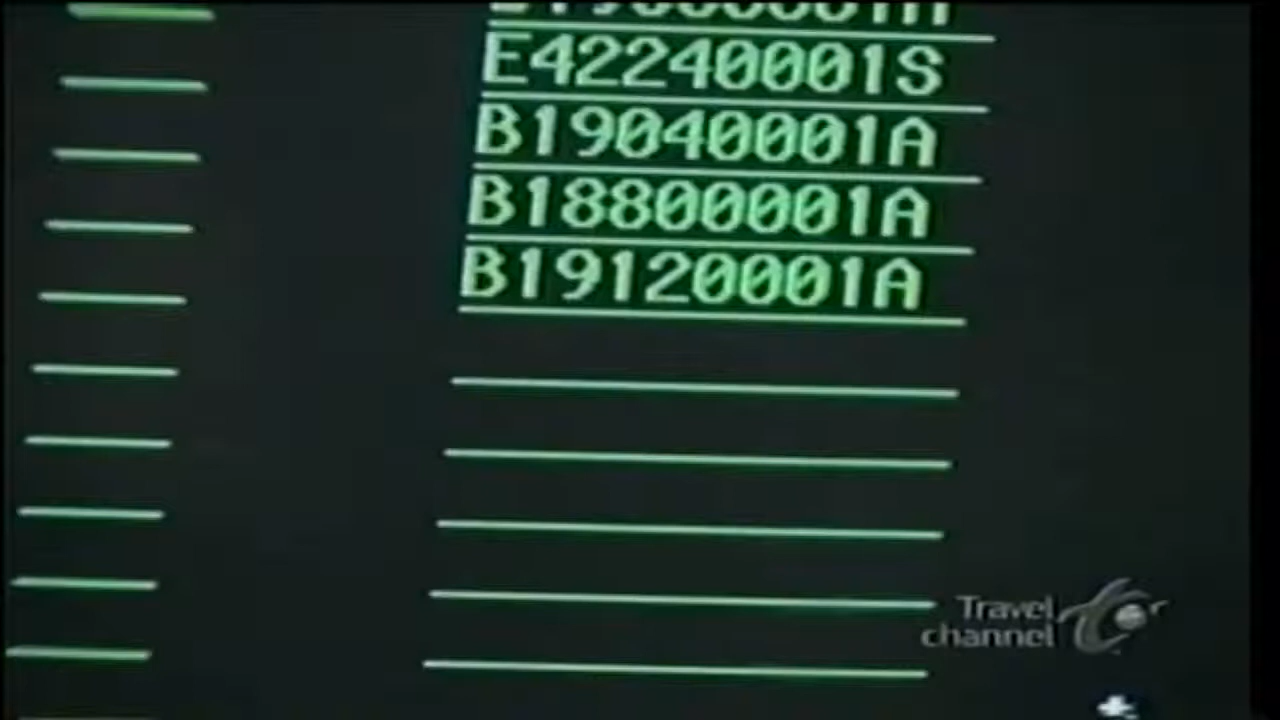 E42240001S
B19040001A
B18800001A
B19120001A
Travel
channel